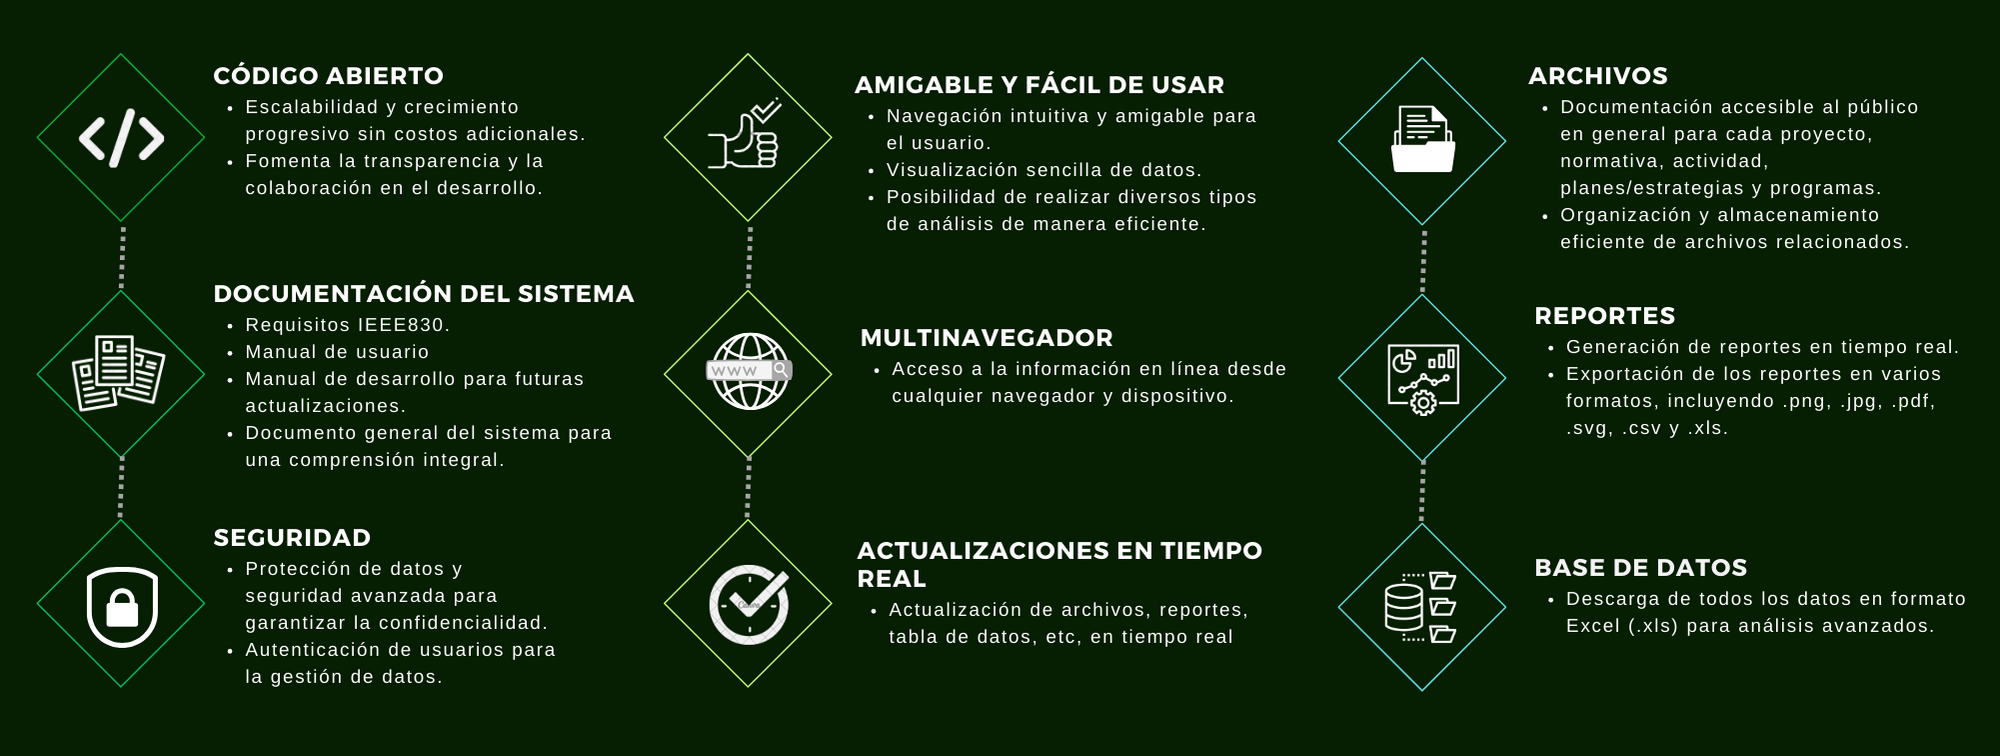 CÓDIGO ABIERTO
• Escalabilidad y crecimiento
progresivo sin costos adicionales.
• Fomenta la transparencia y la
colaboración en el desarrollo.
DOCUMENTACIÓN DEL SISTEMA
• Requisitos IEEE830.
• Manual de usuario
• Manual de desarrollo para futuras
actualizaciones.
• Documento general del sistema para
una comprensión integral.
SEGURIDAD
• Protección de datos y
seguridad avanzada para
garantizar la confidencialidad.
• Autenticación de usuarios para
la gestión de datos.
AMIGABLE Y FÁCIL DE USAR
• Navegación intuitiva y amigable para
el usuario.
• Visualización sencilla de datos.
• Posibilidad de realizar diversos tipos
de análisis de manera eficiente.
www
MULTINAVEGADOR
• Acceso a la información en línea desde
cualquier navegador y dispositivo.
ACTUALIZACIONES EN TIEMPO
REAL
• Actualización de archivos, reportes,
tabla de datos, etc, en tiempo real
ARCHIVOS
• Documentación accesible al público
en general para cada proyecto,
normativa, actividad,
planes/estrategias y programas.
• Organización y almacenamiento
eficiente de archivos relacionados.
REPORTES
• Generación de reportes en tiempo real.
• Exportación de los reportes en varios
formatos, incluyendo .png, .jpg, .pdf,
.svg, .csv y .xls.
BASE DE DATOS
• Descarga de todos los datos en formato
Excel (.xls) para análisis avanzados.